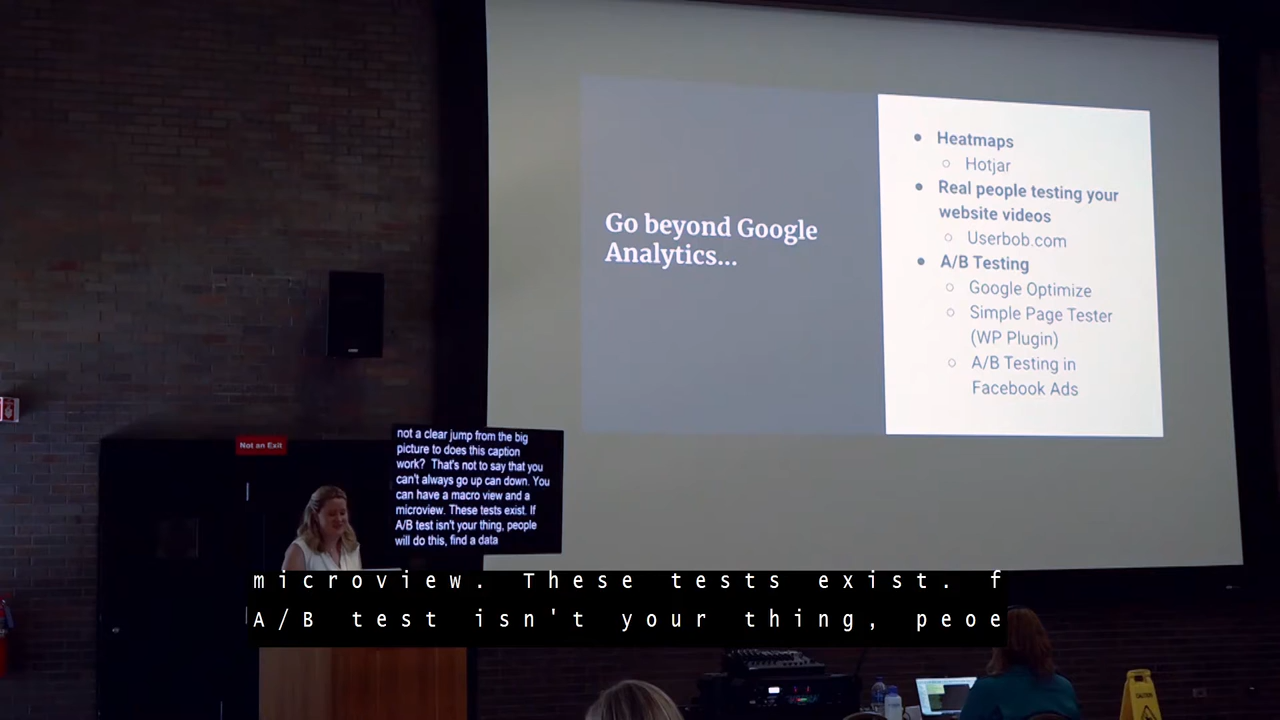 Go beyond Google
Analytics...
Heatmaps
Hotjar
Real people testing your
website videos
Userbob.com
A/B Testing
Google Optimize
Simple Page Tester
(WP Plugin)
A/B Testing in
Facebook Ads
Not an Exit
not a clear jump from the big
picture to does this caption
work? That's not to say that you
can't always go up can down. You
can have a macro view and a
microview. These tests exist. If
A/B test isn't your thing, people
will do this, find a data
microview. These tests exist. f
A/B test isn't your thing, peoe
CAUTION